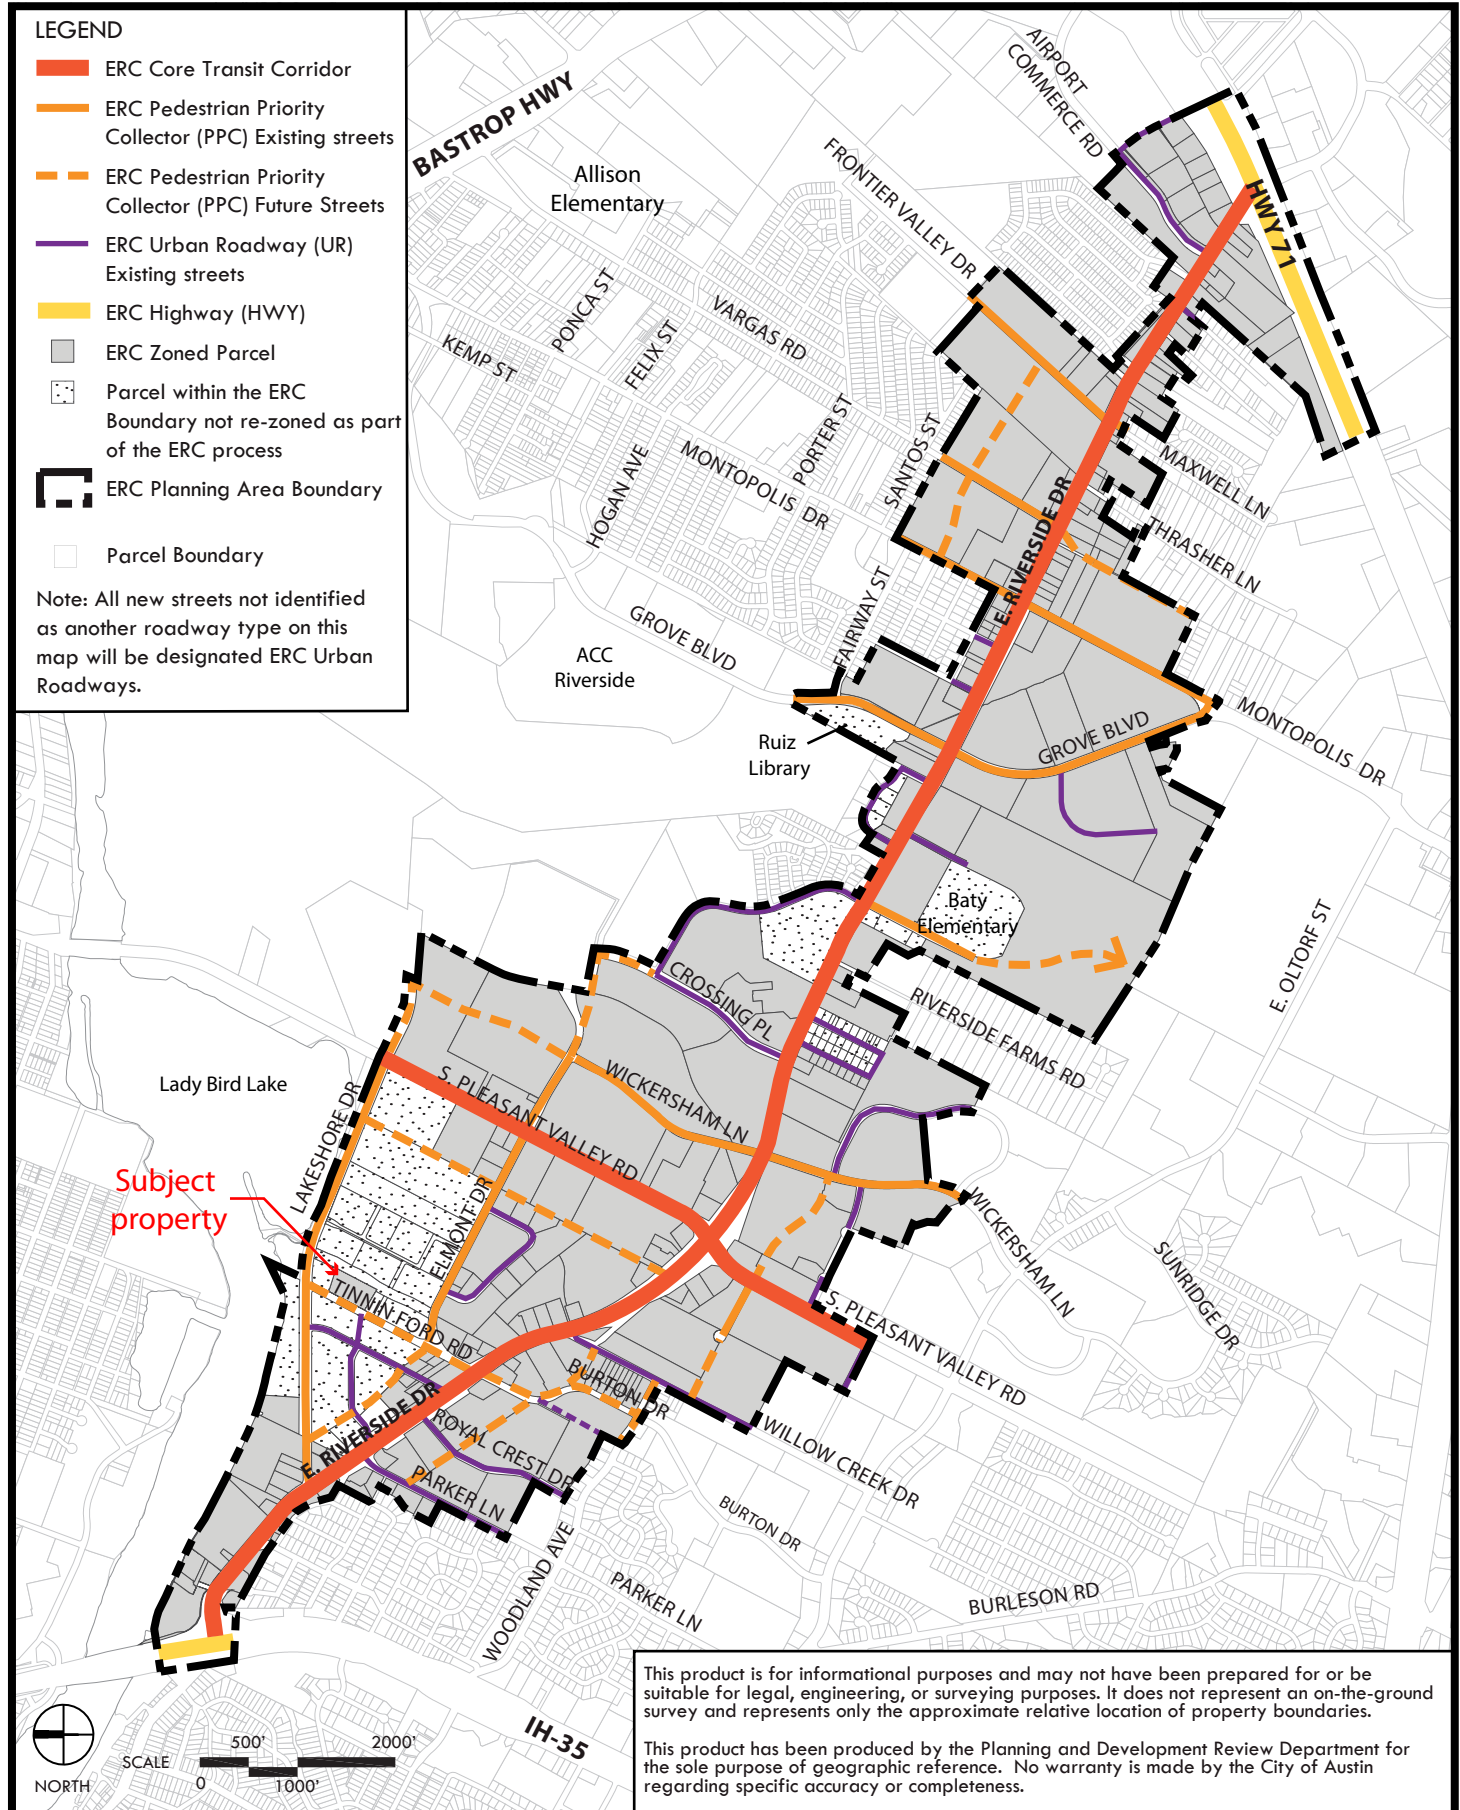 LEGEND
ERC Core Transit Corridor
ERC Pedestrian Priority
Collector (PPC) Existing streets
ERC Pedestrian Priority
Collector (PPC) Future Streets
ERC Urban Roadway (UR)
Existing streets
ERC Highway (HWY)
ERC Zoned Parcel
Parcel within the ERC
Boundary not re-zoned as part
of the ERC process
ERC Planning Area Boundary
Parcel Boundary
Note: All new streets not identified
as another roadway type on this
map will be designated ERC Urban
Roadways.
BASTROP HWY
AIRPORT
COMMERCE RD
HWY 71
Allison
Elementary
FRONTIER VALLEY DR
PONCA ST
VARGAS RD
KEMP ST
FELIX ST
PORTER ST
SANTOS ST
MONTOPOLIS DR
HOGAN AVE
MAXWELL LN
THRASHER LN
E. RIVERSIDE DR
FAIRWAY ST
GROVE BLVD
ACC
Riverside
Ruiz
Library
GROVE BLVD
MONTOPOLIS DR
Baty
Elementary
E. OLTORF ST
CROSSING PL
RIVERSIDE FARMS RD
Lady Bird Lake
LAKESHORE DR
S. PLEASANT VALLEY RD
WICKERSHAM LN
Subject
property
ELMONT DR
WICKERSHAM LN
SUNRIDGE DR
TINNIN FORD RD
S. PLEASANT VALLEY RD
BURTON DR
E. RIVERSIDE DR
ROYAL CREST DR
WILLOW CREEK DR
PARKER LN
BURTON DR
WOODLAND AVE
PARKER LN
BURLESON RD
IH-35
NORTH
SCALE
500'
2000'
0
1000'
This product is for informational purposes and may not have been prepared for or be
suitable for legal, engineering, or surveying purposes. It does not represent an on-the-ground
survey and represents only the approximate relative location of property boundaries.
This product has been produced by the Planning and Development Review Department for
the sole purpose of geographic reference. No warranty is made by the City of Austin
regarding specific accuracy or completeness.